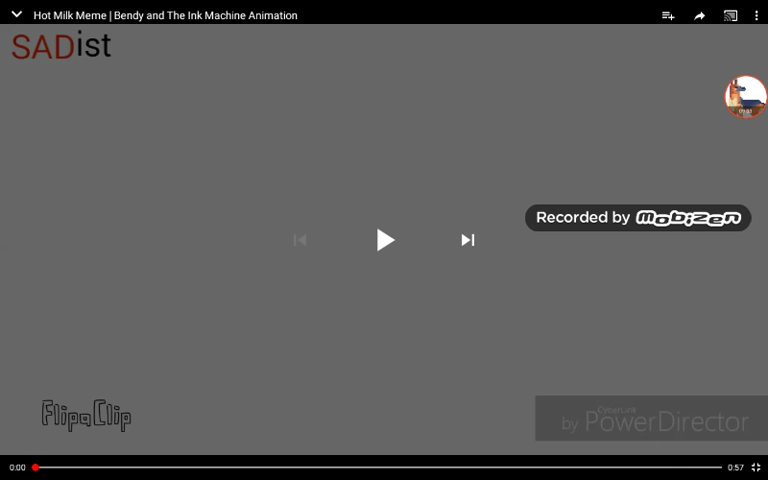 Hot Milk Meme | Bendy and The Ink Machine Animation
SADist
Recorded by mobizen
FlipaClip
CyberLink
by PowerDirector
0:00
0:57